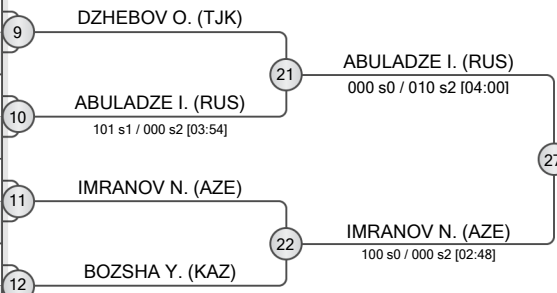 DZHEBOV O. (TJK)
9
ABULADZE I. (RUS)
21
000 s0 / 010 s2 [04:00]
ABULADZE I. (RUS)
10
101 s1 / 000 s2 [03:54]
27
IMRANOV N. (AZE)
11
IMRANOV N. (AZE)
22
100 s0 / 000 s2 [02:48]
BOZSHA Y. (KAZ)
12